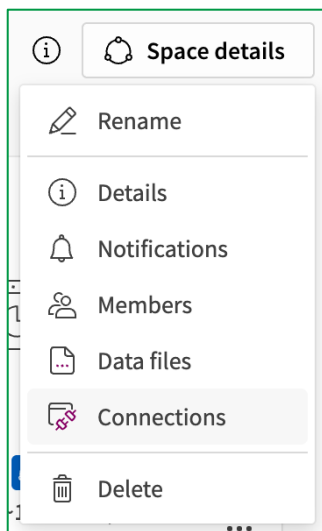 Space details
Rename
Details
Notifications
Members
Data files
Connections
Delete